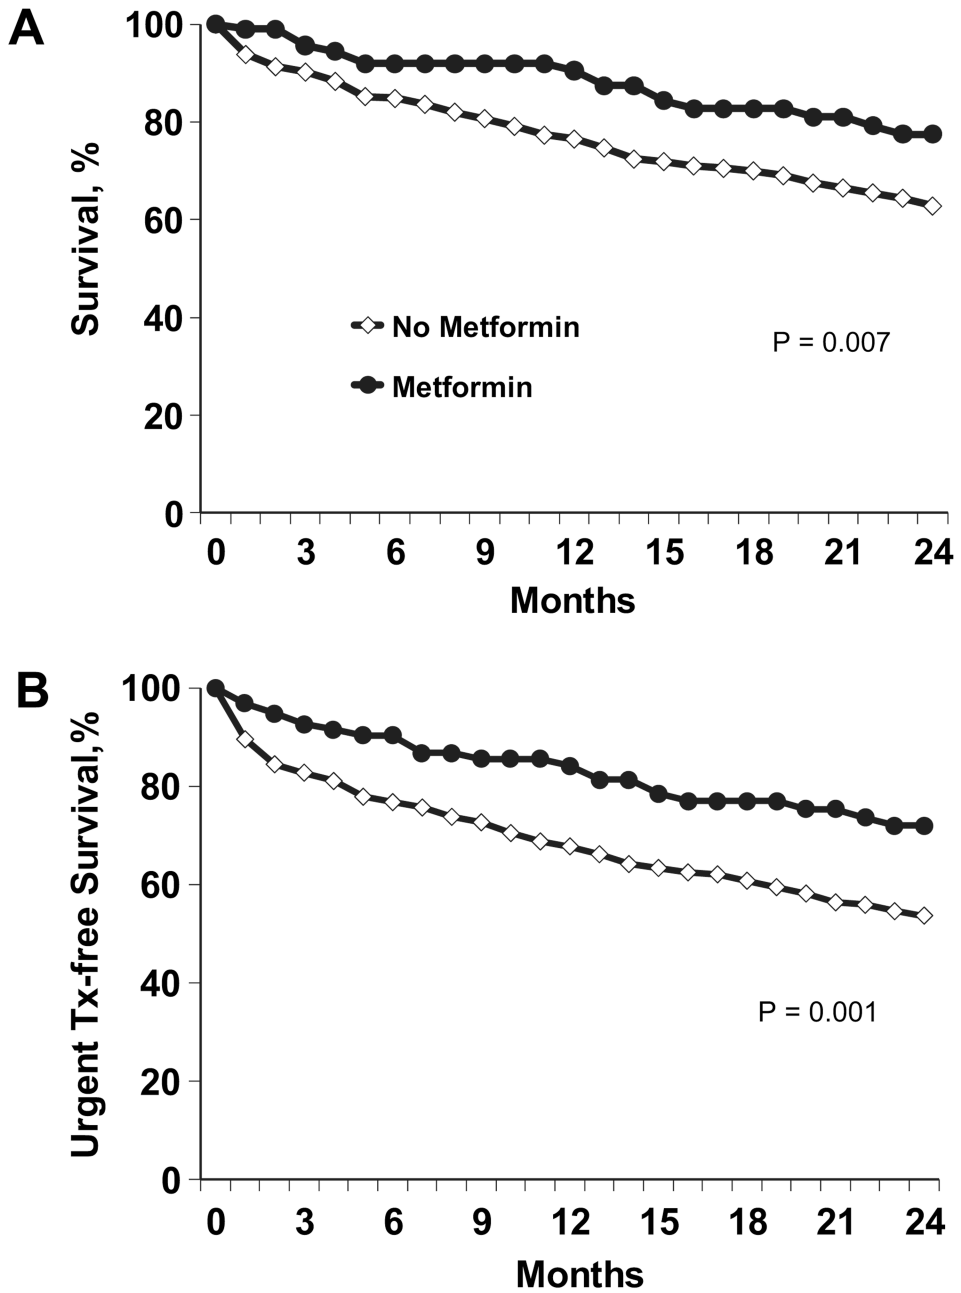 A
Survival, %
100
80
60
40
20
0
No Metformin
Metformin
P = 0.007
0 3 6 9 12 15 18 21 24
Months
B
Urgent Tx-free Survival,%
100
80
60
40
20
0
P = 0.001
0 3 6 9 12 15 18 21 24
Months